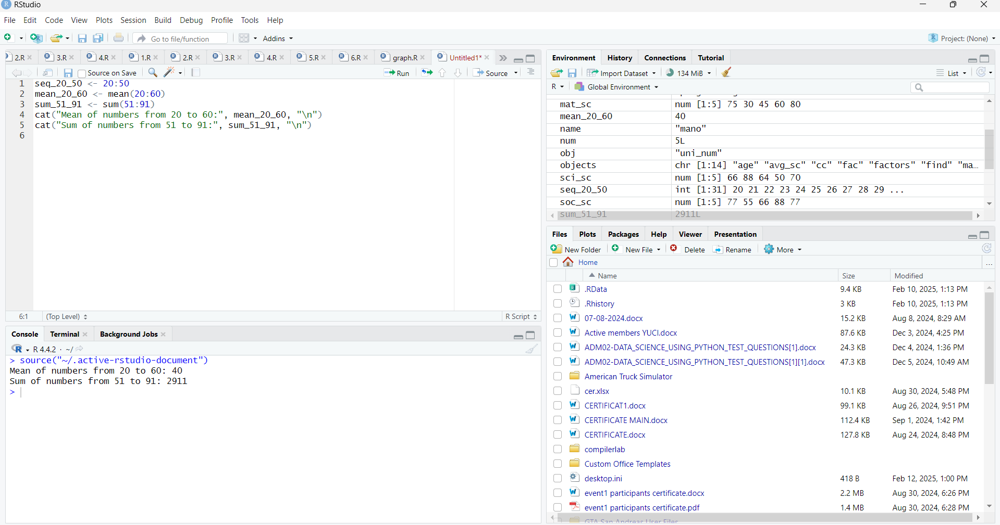 RStudio
File Edit Code View Plots Session Build Debug Profile Tools Help
Go to file/function Addins Project: (None)
2.R 3.R 4.R 1.R 2.R 3.R 4.R 5.R 6.R graph.R Untitled1*
Source on Save Run Source
1 seq_20_50 <- 20:50
2 mean_20_60 <- mean(20:60)
3 sum_51_91 <- sum(51:91)
4 cat("Mean of numbers from 20 to 60:", mean_20_60, "\n")
5 cat("Sum of numbers from 51 to 91:", sum_51_91, "\n")
6
6:1 (Top Level) R Script
Console Terminal Background Jobs
R 4.4.2 · ~/
> source("~/.active-rstudio-document")
Mean of numbers from 20 to 60: 40
Sum of numbers from 51 to 91: 2911
>
Environment History Connections Tutorial
Import Dataset 134 MiB List
R Global Environment
mat_sc num [1:5] 75 30 45 60 80
mean_20_60 40
name "mano"
num 5L
obj "uni_num"
objects chr [1:14] "age" "avg_sc" "cc" "fac" "factors" "find" "ma…
sci_sc num [1:5] 66 88 64 50 70
seq_20_50 int [1:31] 20 21 22 23 24 25 26 27 28 29 ...
soc_sc num [1:5] 77 55 66 88 77
sum_51_91 2911L
Files Plots Packages Help Viewer Presentation
New Folder New File Delete Rename More
Home ...
Name Size Modified
.RData 9.4 KB Feb 10, 2025, 1:13 PM
.Rhistory 3 KB Feb 10, 2025, 1:13 PM
07-08-2024.docx 15.2 KB Aug 8, 2024, 8:29 AM
Active members YUCI.docx 87.6 KB Dec 3, 2024, 4:25 PM
ADM02-DATA_SCIENCE_USING_PYTHON_TEST_QUESTIONS[1].docx 24.3 KB Dec 4, 2024, 1:36 PM
ADM02-DATA_SCIENCE_USING_PYTHON_TEST_QUESTIONS[1][1].docx 47.3 KB Dec 5, 2024, 10:49 AM
American Truck Simulator
cer.xlsx 10.1 KB Aug 30, 2024, 5:48 PM
CERTIFICAT1.docx 99.1 KB Aug 26, 2024, 9:51 PM
CERTIFICATE MAIN.docx 112.4 KB Sep 1, 2024, 1:42 PM
CERTIFICATE.docx 127.8 KB Aug 24, 2024, 8:48 PM
compilerlab
Custom Office Templates
desktop.ini 418 B Feb 12, 2025, 1:00 PM
event1 participants certificate.docx 2.2 MB Aug 30, 2024, 6:26 PM
event1 participants certificate.pdf 1.4 MB Aug 30, 2024, 6:28 PM
GTA San Andreas User Files